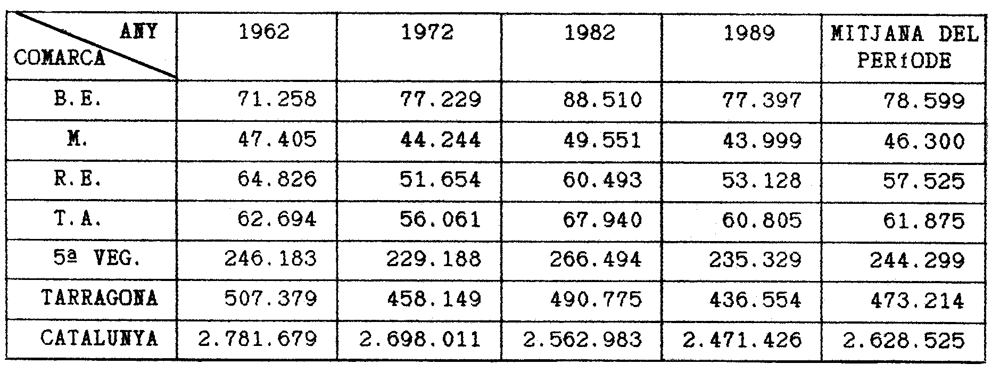 ANY 1962 1972 1982 1989 MITJANA DEL
COMARCA PERíODE
B.E. 71.258 77.229 88.510 77.397 78.599
M. 47.405 44.244 49.551 43.999 46.300
R.E. 64.826 51.654 60.493 53.128 57.525
T.A. 62.694 56.061 67.940 60.805 61.875
5ª VEG. 246.183 229.188 266.494 235.329 244.299
TARRAGONA 507.379 458.149 490.775 436.554 473.214
CATALUNYA 2.781.679 2.698.011 2.562.983 2.471.426 2.628.525